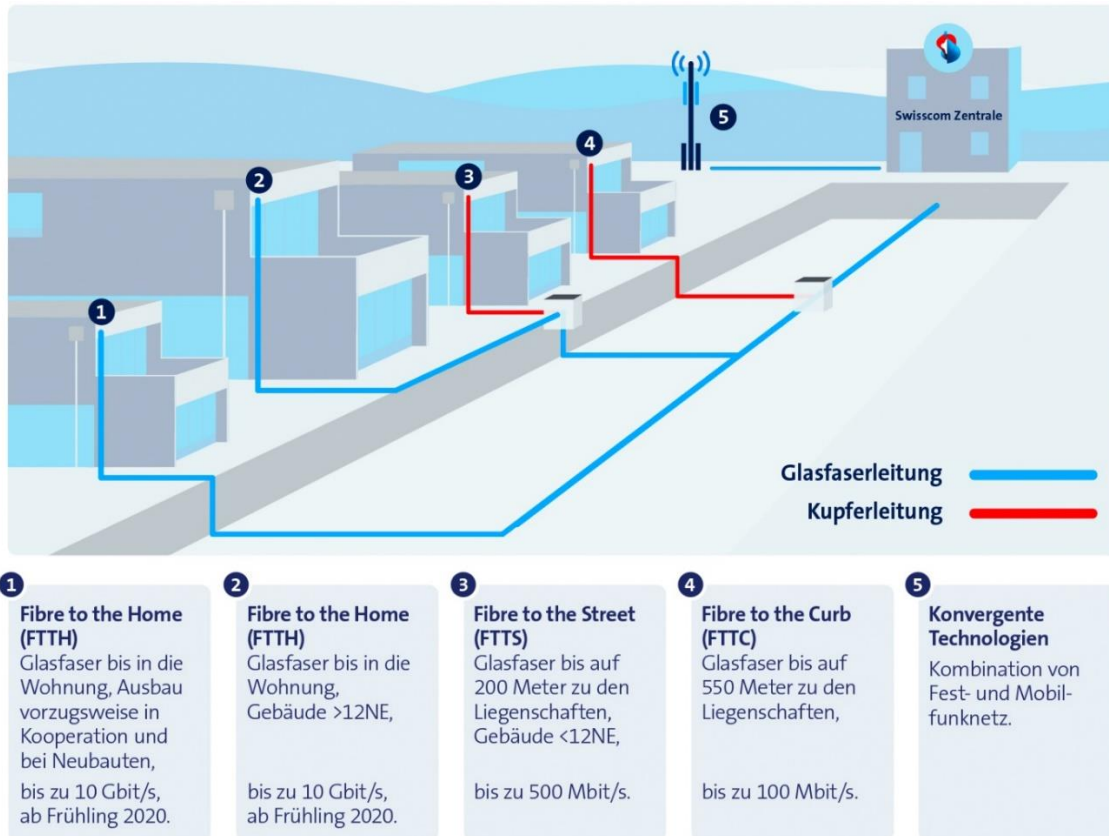 5
Swisscom Zentrale
4
3
2
1
Glasfaserleitung
Kupferleitung
1
Fibre to the Home
(FTTH)
Glasfaser bis in die
Wohnung, Ausbau
vorzugsweise in
Kooperation und
bei Neubauten,
bis zu 10 Gbit/s,
ab Frühling 2020.
2
Fibre to the Home
(FTTH)
Glasfaser bis in die
Wohnung,
Gebäude >12NE,
bis zu 10 Gbit/s,
ab Frühling 2020.
3
Fibre to the Street
(FTTS)
Glasfaser bis auf
200 Meter zu den
Liegenschaften,
Gebäude <12NE,
bis zu 500 Mbit/s.
4
Fibre to the Curb
(FTTC)
Glasfaser bis auf
550 Meter zu den
Liegenschaften,
bis zu 100 Mbit/s.
5
Konvergente
Technologien
Kombination von
Fest- und Mobil-
funknetz.